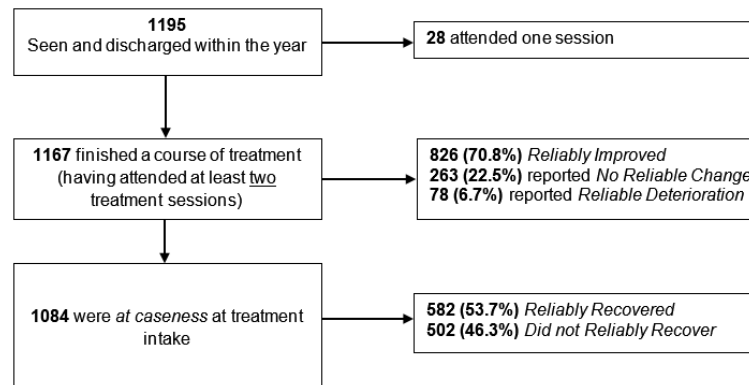 1195
Seen and discharged within the year
28 attended one session
1167 finished a course of treatment
(having attended at least two
treatment sessions)
826 (70.8%) Reliably Improved
263 (22.5%) reported No Reliable Change
78 (6.7%) reported Reliable Deterioration
1084 were at caseness at treatment
intake
582 (53.7%) Reliably Recovered
502 (46.3%) Did not Reliably Recover